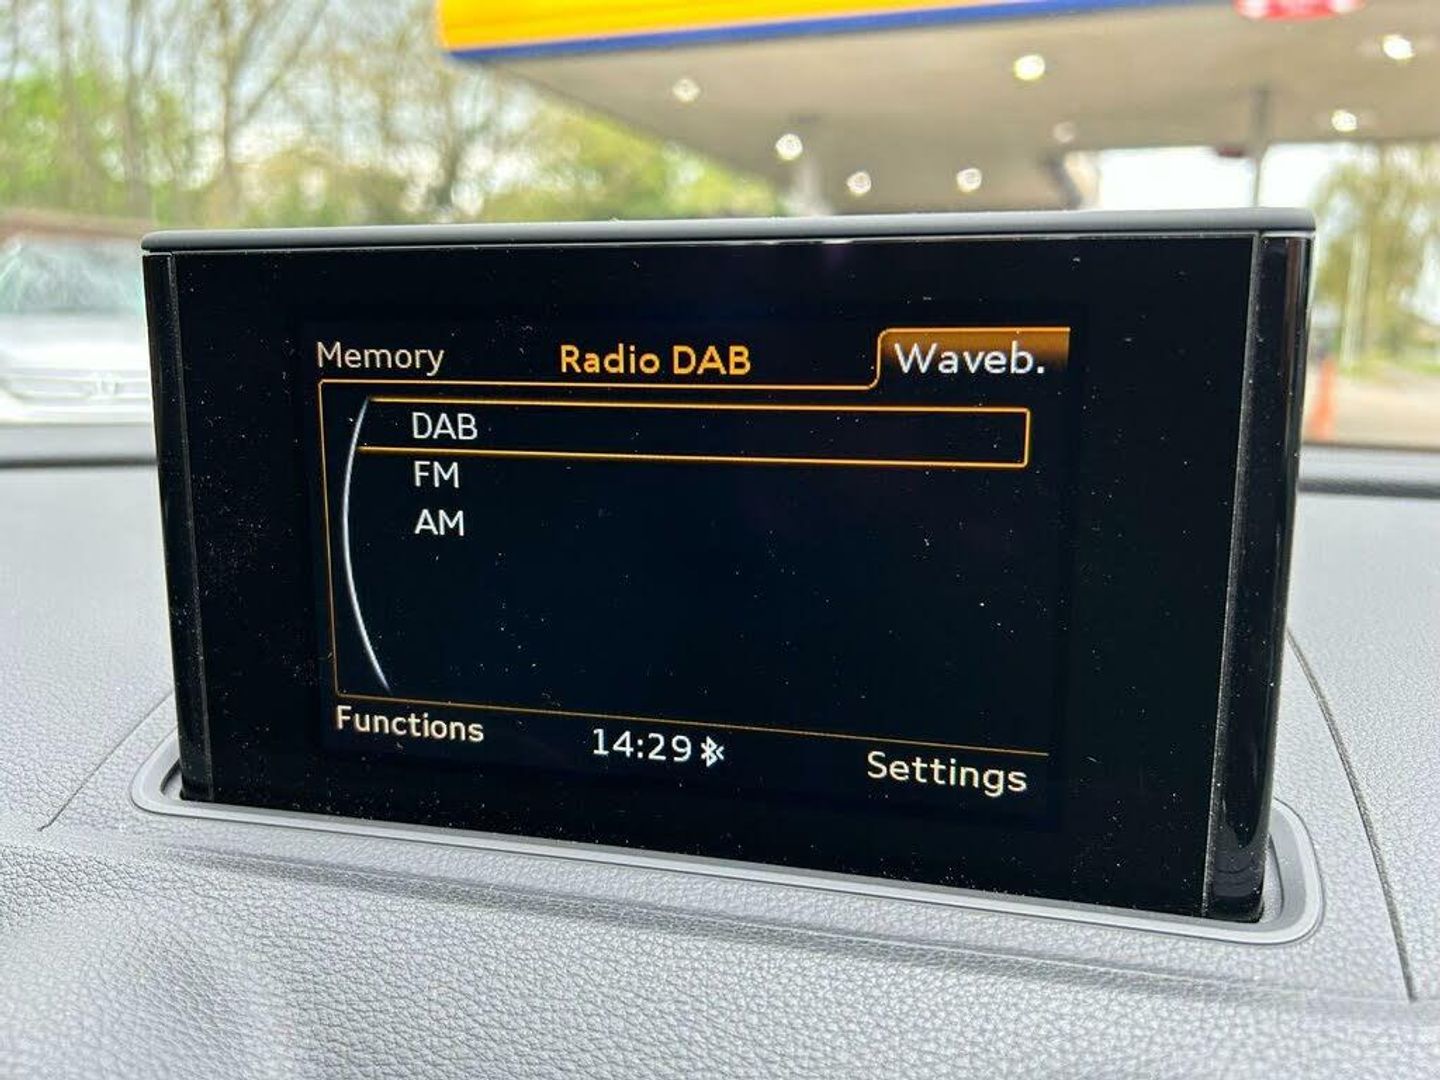 Memory Radio DAB Waveb.
DAB
FM
AM
Functions 14:29 Settings